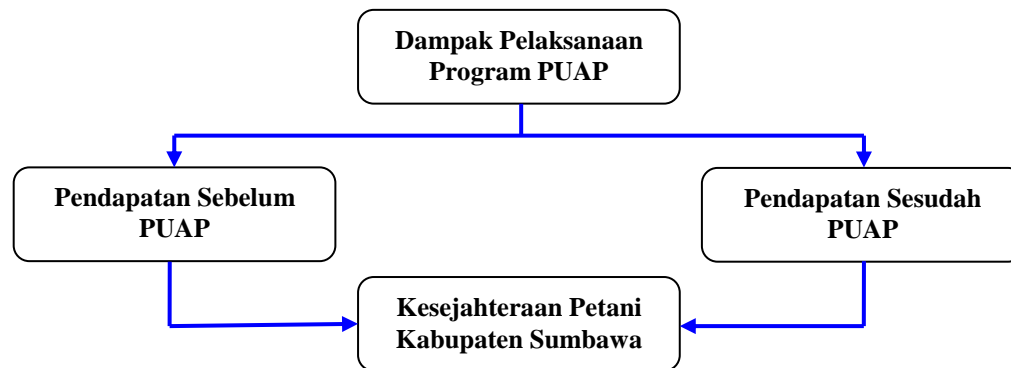 Dampak Pelaksanaan
Program PUAP
Pendapatan Sebelum
PUAP
Pendapatan Sesudah
PUAP
Kesejahteraan Petani
Kabupaten Sumbawa